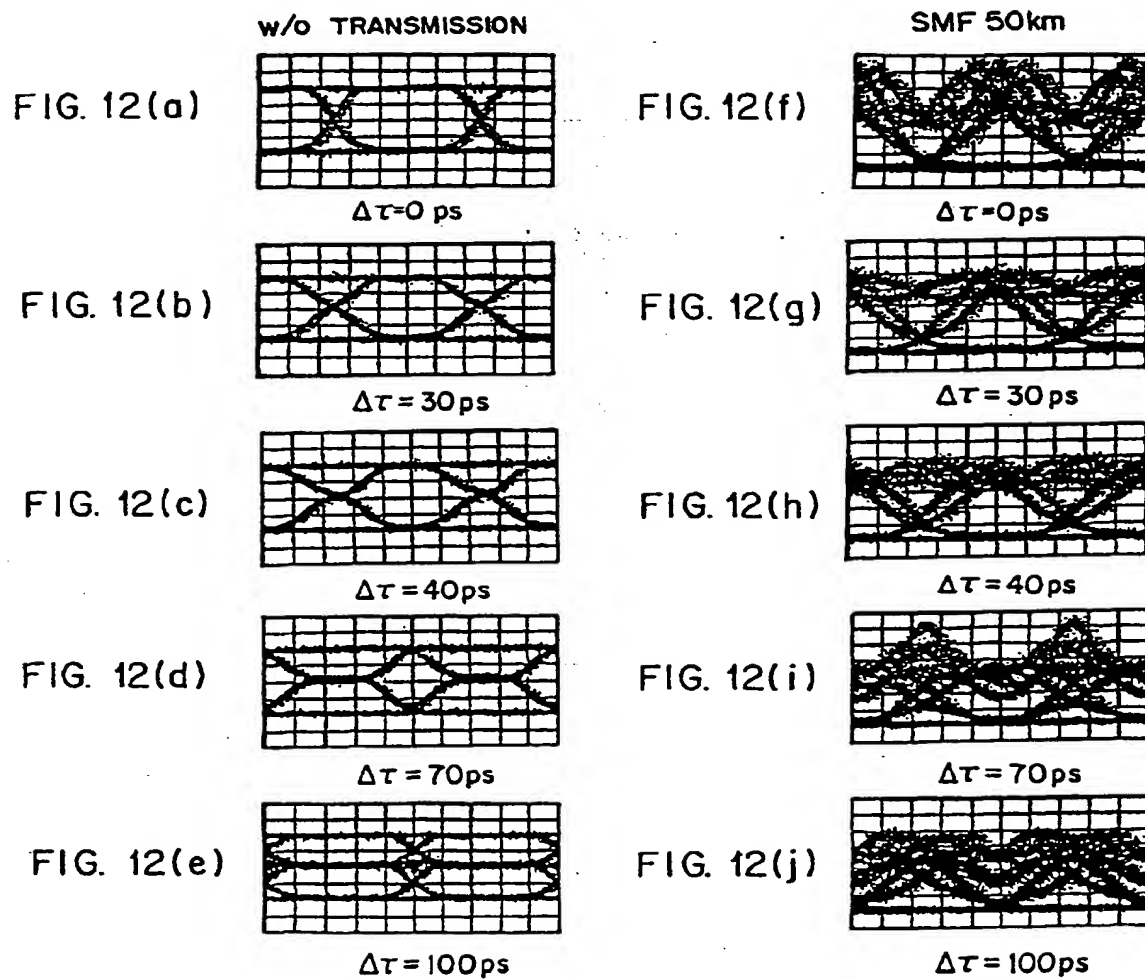 w/o TRANSMISSION
SMF 50km
FIG. 12(a)
Δτ=0 ps
FIG. 12(f)
Δτ=0ps
FIG. 12(b)
Δτ = 30ps
FIG. 12(g)
Δτ = 30ps
FIG. 12(c)
Δτ = 40ps
FIG. 12(h)
Δτ = 40ps
FIG. 12(d)
Δτ = 70ps
FIG. 12(i)
Δτ = 70ps
FIG. 12(e)
Δτ = 100ps
FIG. 12(j)
Δτ = 100ps